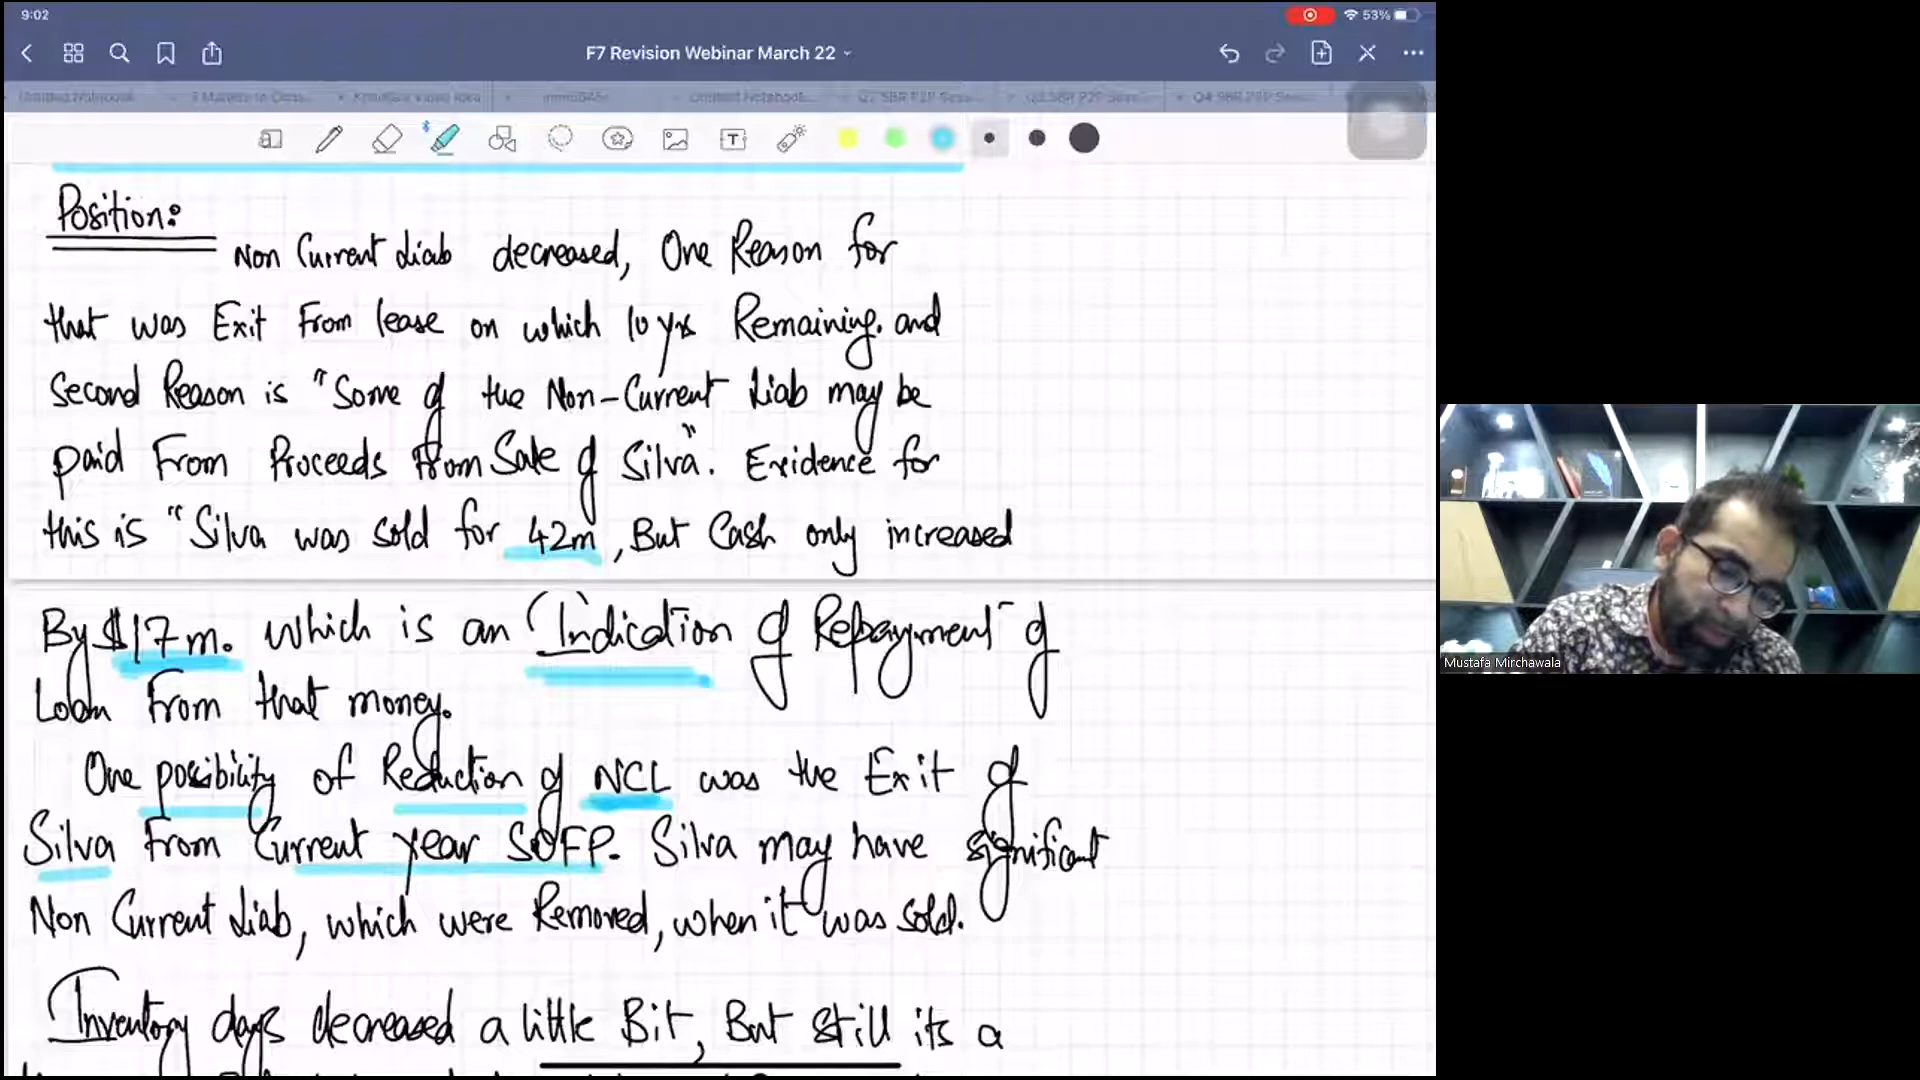 9:02
53%
F7 Revision Webinar March 22
Untitled Notebook
Untitled Notebook...
T
Position:
Non Current Liab decreased, One Reason for
that was Exit From lease on which 10 yrs Remaining. and
Second Reason is "Some of the Non-Current Liab may be
paid From Proceeds From Sale of Silva". Evidence for
this is "Silva was sold for 42m, But Cash only increased
By $17m. Which is an (Indication of Repayment" of
Loan From that money.
One possibility of Reduction of NCL was the Exit of
Silva From Current year SOFP. Silva may have significant
Non Current Liab, which were Removed, when it was sold.
Inventory days decreased a little Bit, But still its a
Mustafa Mirchawala